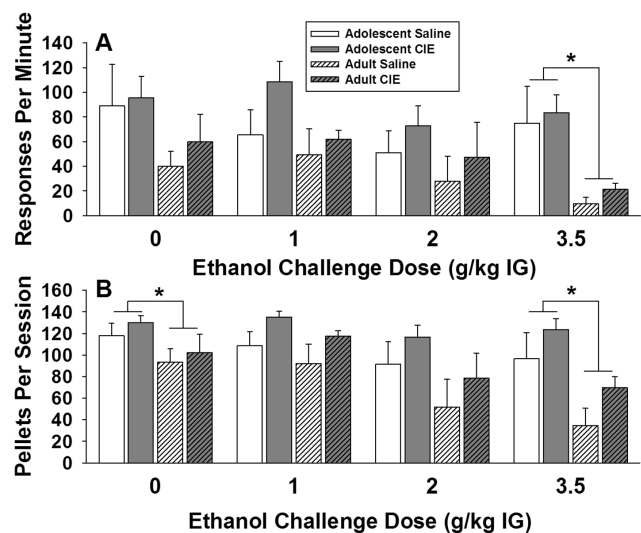 A
Responses Per Minute
140
120
100
80
60
40
20
0
Adolescent Saline
Adolescent CIE
Adult Saline
Adult CIE
*
0 1 2 3.5
Ethanol Challenge Dose (g/kg IG)
B
Pellets Per Session
160
140
120
100
80
60
40
20
0
*
*
0 1 2 3.5
Ethanol Challenge Dose (g/kg IG)